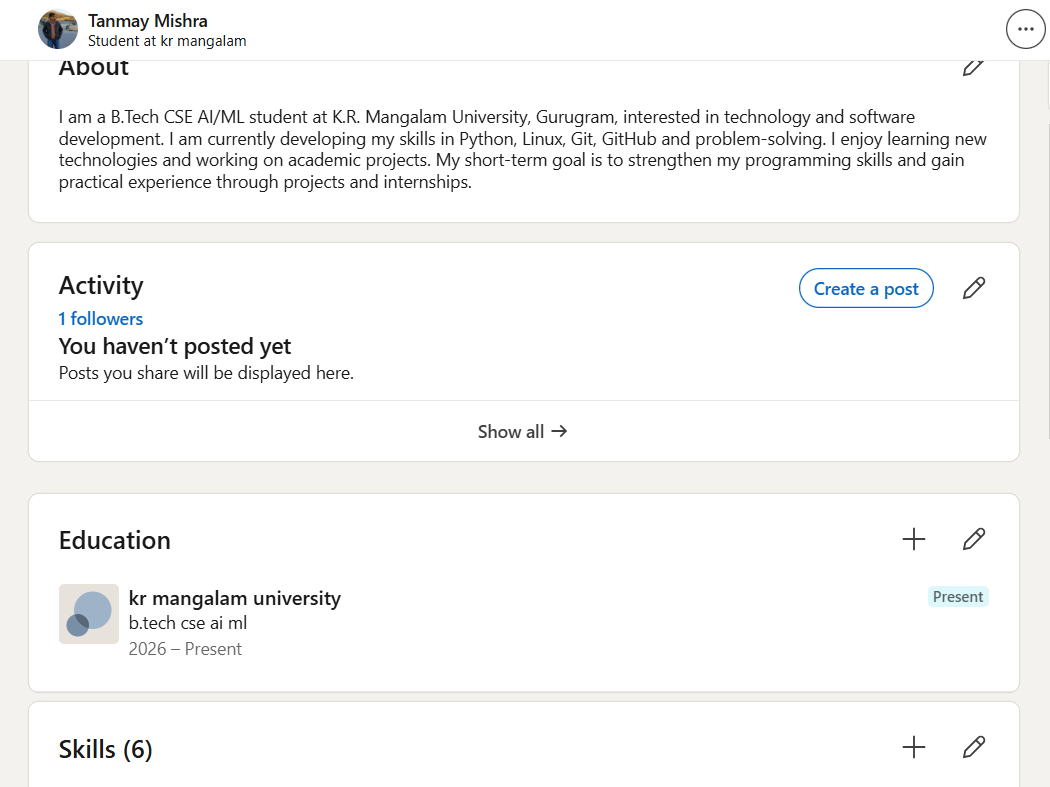 Tanmay Mishra
Student at kr mangalam
About
I am a B.Tech CSE AI/ML student at K.R. Mangalam University, Gurugram, interested in technology and software
development. I am currently developing my skills in Python, Linux, Git, GitHub and problem-solving. I enjoy learning new
technologies and working on academic projects. My short-term goal is to strengthen my programming skills and gain
practical experience through projects and internships.
Activity
Create a post
1 followers
You haven’t posted yet
Posts you share will be displayed here.
Show all →
Education
kr mangalam university
Present
b.tech cse ai ml
2026 – Present
Skills (6)